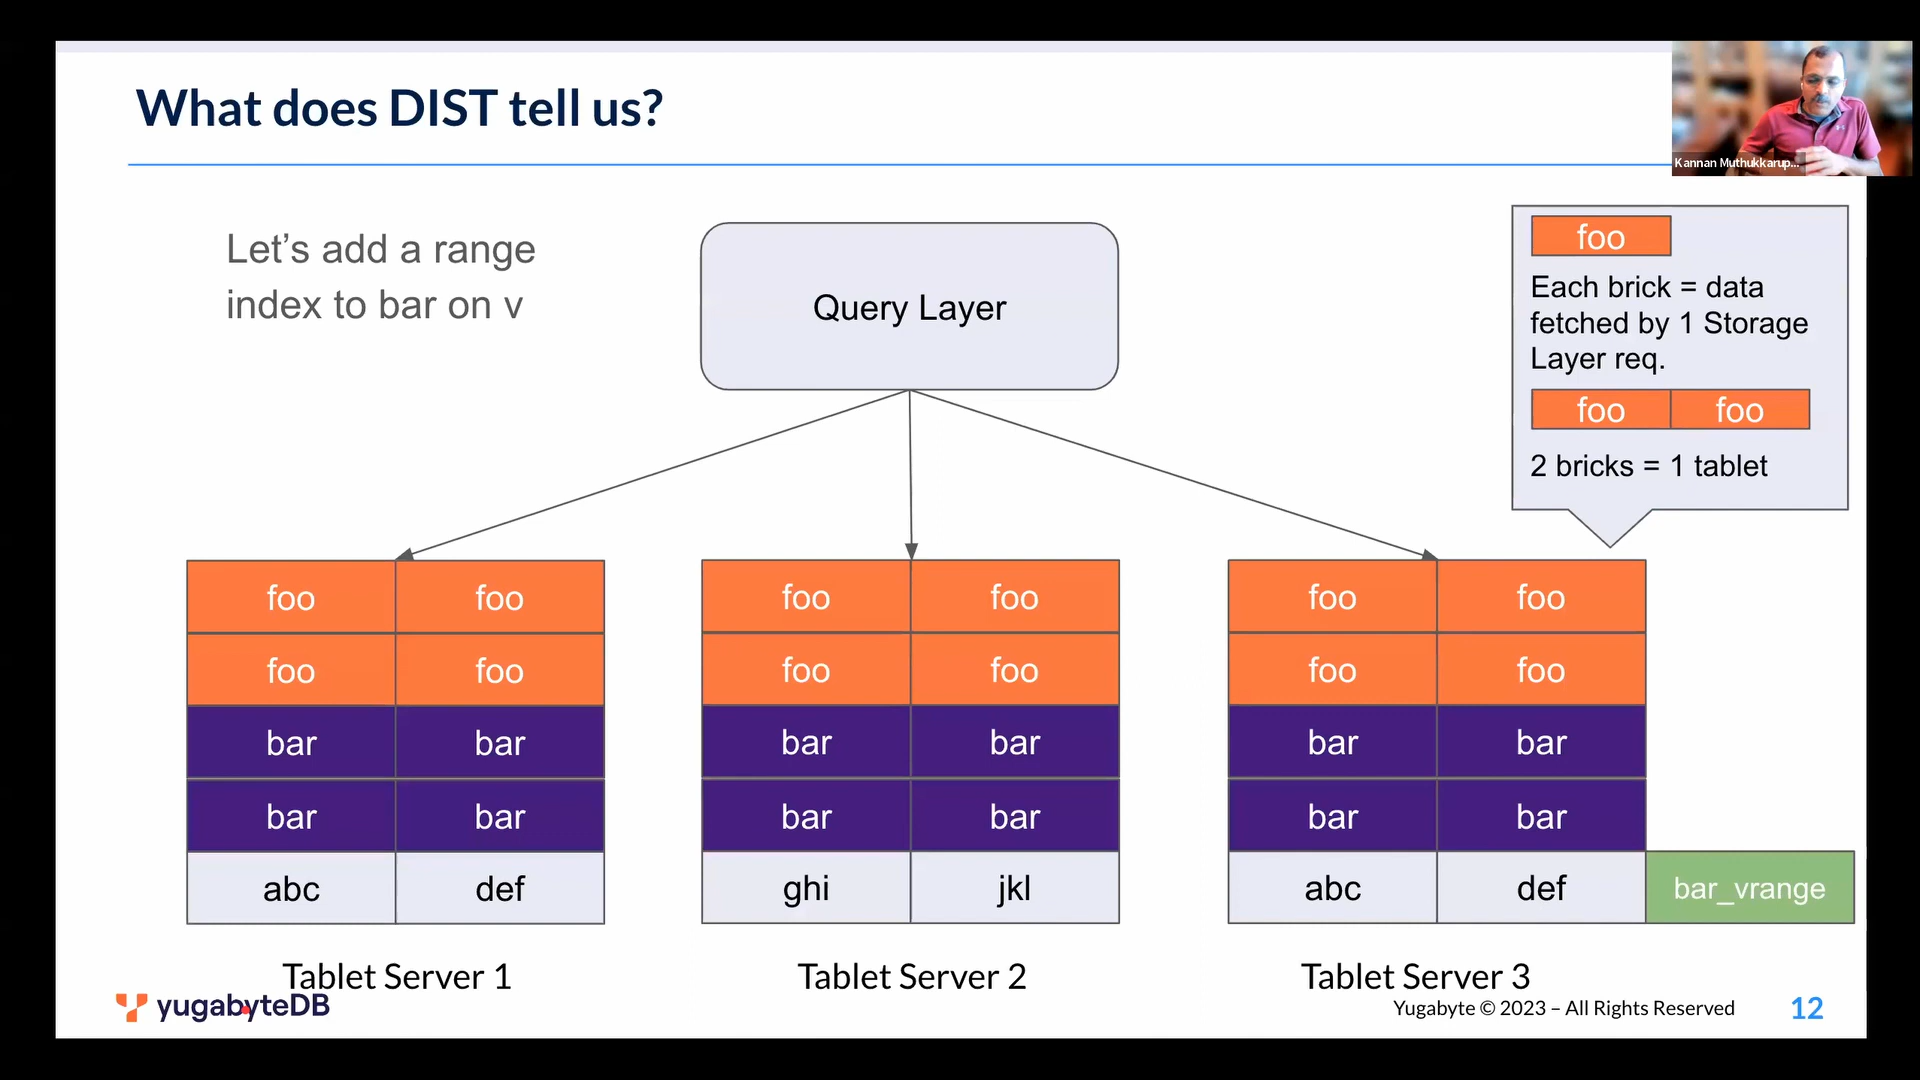 What does DIST tell us?
Kannan Muthukkarup...
Let's add a range
index to bar on v
Query Layer
foo
Each brick = data
fetched by 1 Storage
Layer req.
foo foo
2 bricks = 1 tablet
foo foo foo foo foo foo
foo foo foo foo foo foo
bar bar bar bar bar bar
bar bar bar bar bar bar
abc def ghi jkl abc def bar_vrange
Tablet Server 1 Tablet Server 2 Tablet Server 3
yugabyteDB
Yugabyte © 2023 – All Rights Reserved 12